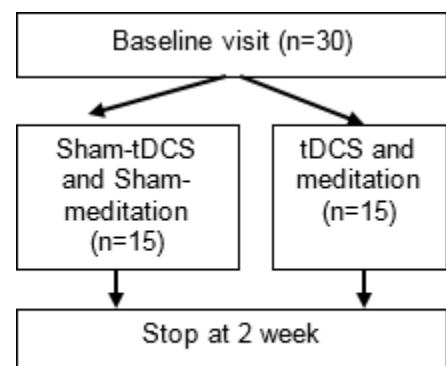 Baseline visit (n=30)
Sham-tDCS
and Sham-
meditation
(n=15)
tDCS and
meditation
(n=15)
Stop at 2 week